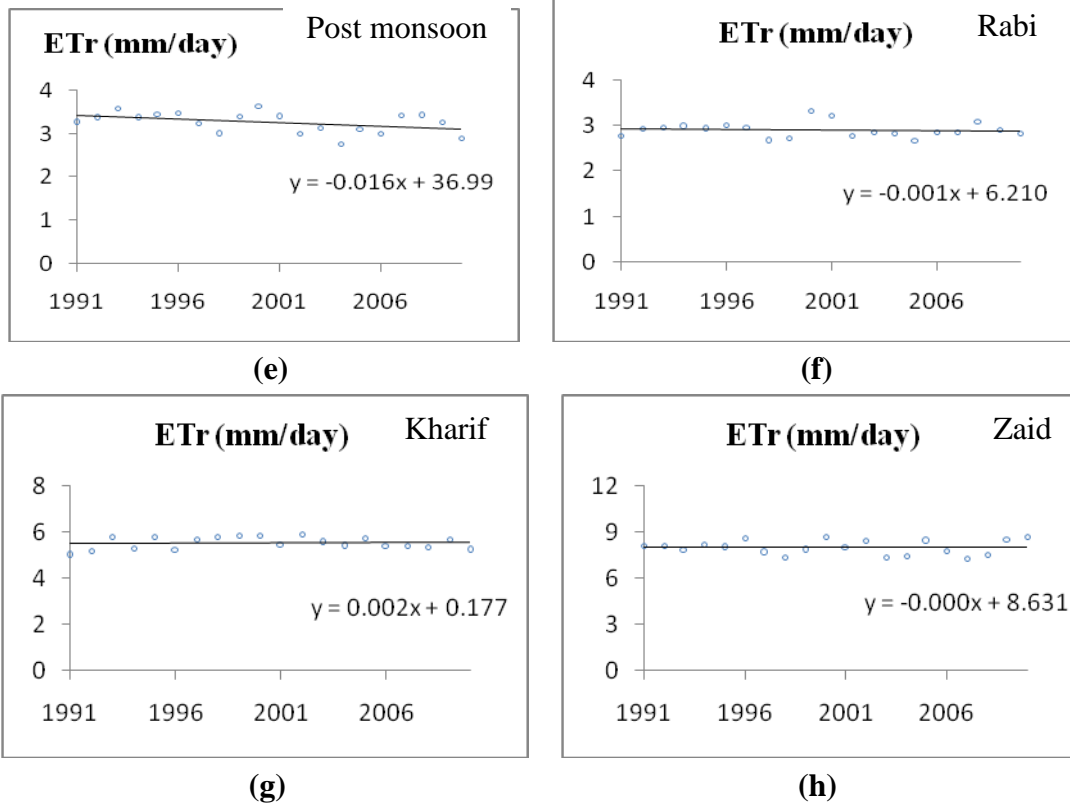 ETr (mm/day)
Post monsoon
4
3
2
1
0
y = -0.016x + 36.99
1991 1996 2001 2006
(e)
ETr (mm/day)
Rabi
4
3
2
1
0
y = -0.001x + 6.210
1991 1996 2001 2006
(f)
ETr (mm/day)
Kharif
8
6
4
2
0
y = 0.002x + 0.177
1991 1996 2001 2006
(g)
ETr (mm/day)
Zaid
12
9
6
3
0
y = -0.000x + 8.631
1991 1996 2001 2006
(h)